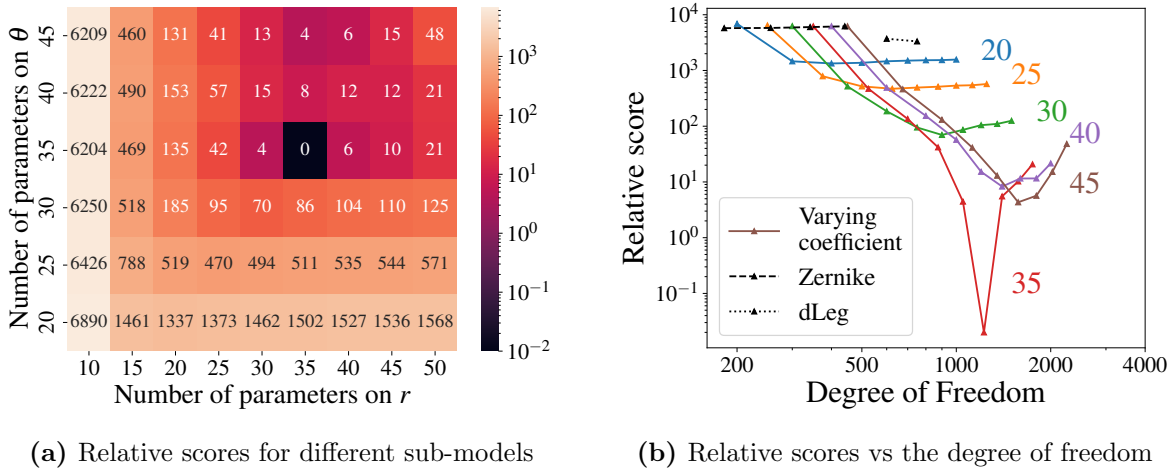 Number of parameters on θ
45 6209 460 131 41 13 4 6 15 48
40 6222 490 153 57 15 8 12 12 21
35 6204 469 135 42 4 0 6 10 21
30 6250 518 185 95 70 86 104 110 125
25 6426 788 519 470 494 511 535 544 571
20 6890 1461 1337 1373 1462 1502 1527 1536 1568
10 15 20 25 30 35 40 45 50
Number of parameters on r
10³
10²
10¹
10⁰
10⁻¹
10⁻²
(a) Relative scores for different sub-models
Relative score
10⁴
10³
10²
10¹
10⁰
10⁻¹
20
25
30
40
45
35
Varying
coefficient
Zernike
dLeg
200 500 1000 2000 4000
Degree of Freedom
(b) Relative scores vs the degree of freedom